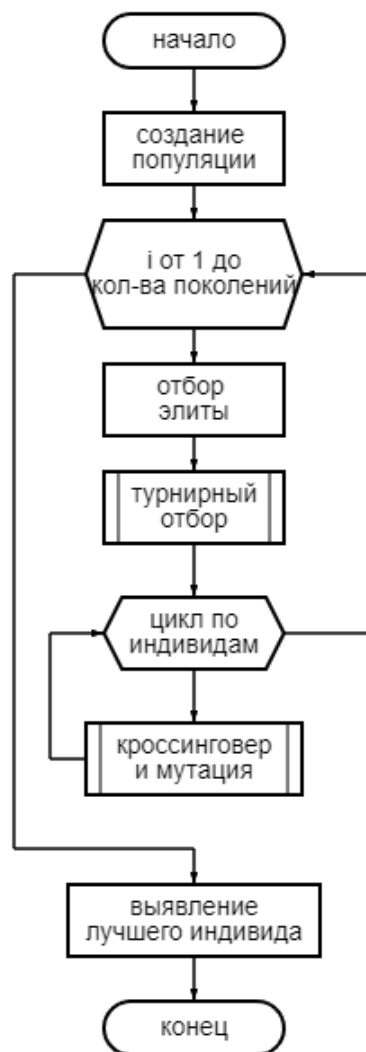 начало
создание
популяции
i от 1 до
кол-ва поколений
отбор
элиты
турнирный
отбор
цикл по
индивидам
кроссинговер
и мутация
выявление
лучшего индивида
конец